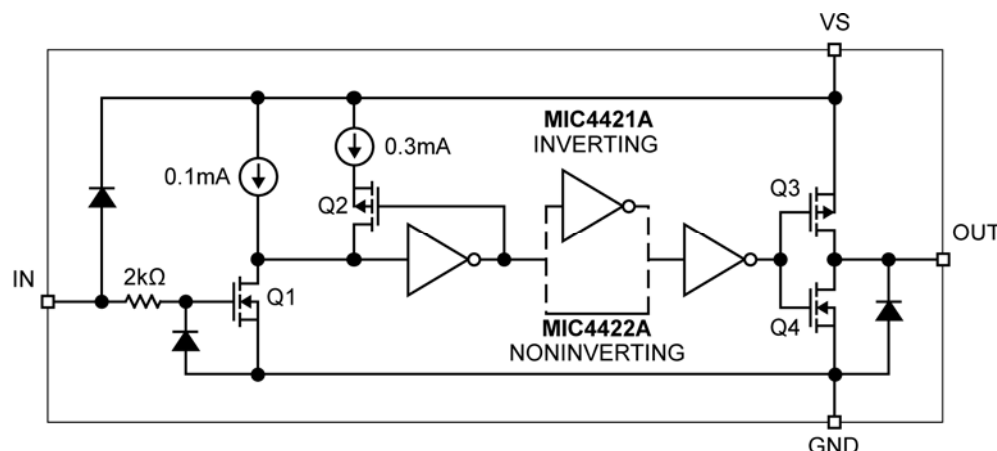 VS
MIC4421A
INVERTING
0.3mA
0.1mA
Q2
Q3
OUT
IN
2kΩ
Q1
Q4
MIC4422A
NONINVERTING
GND